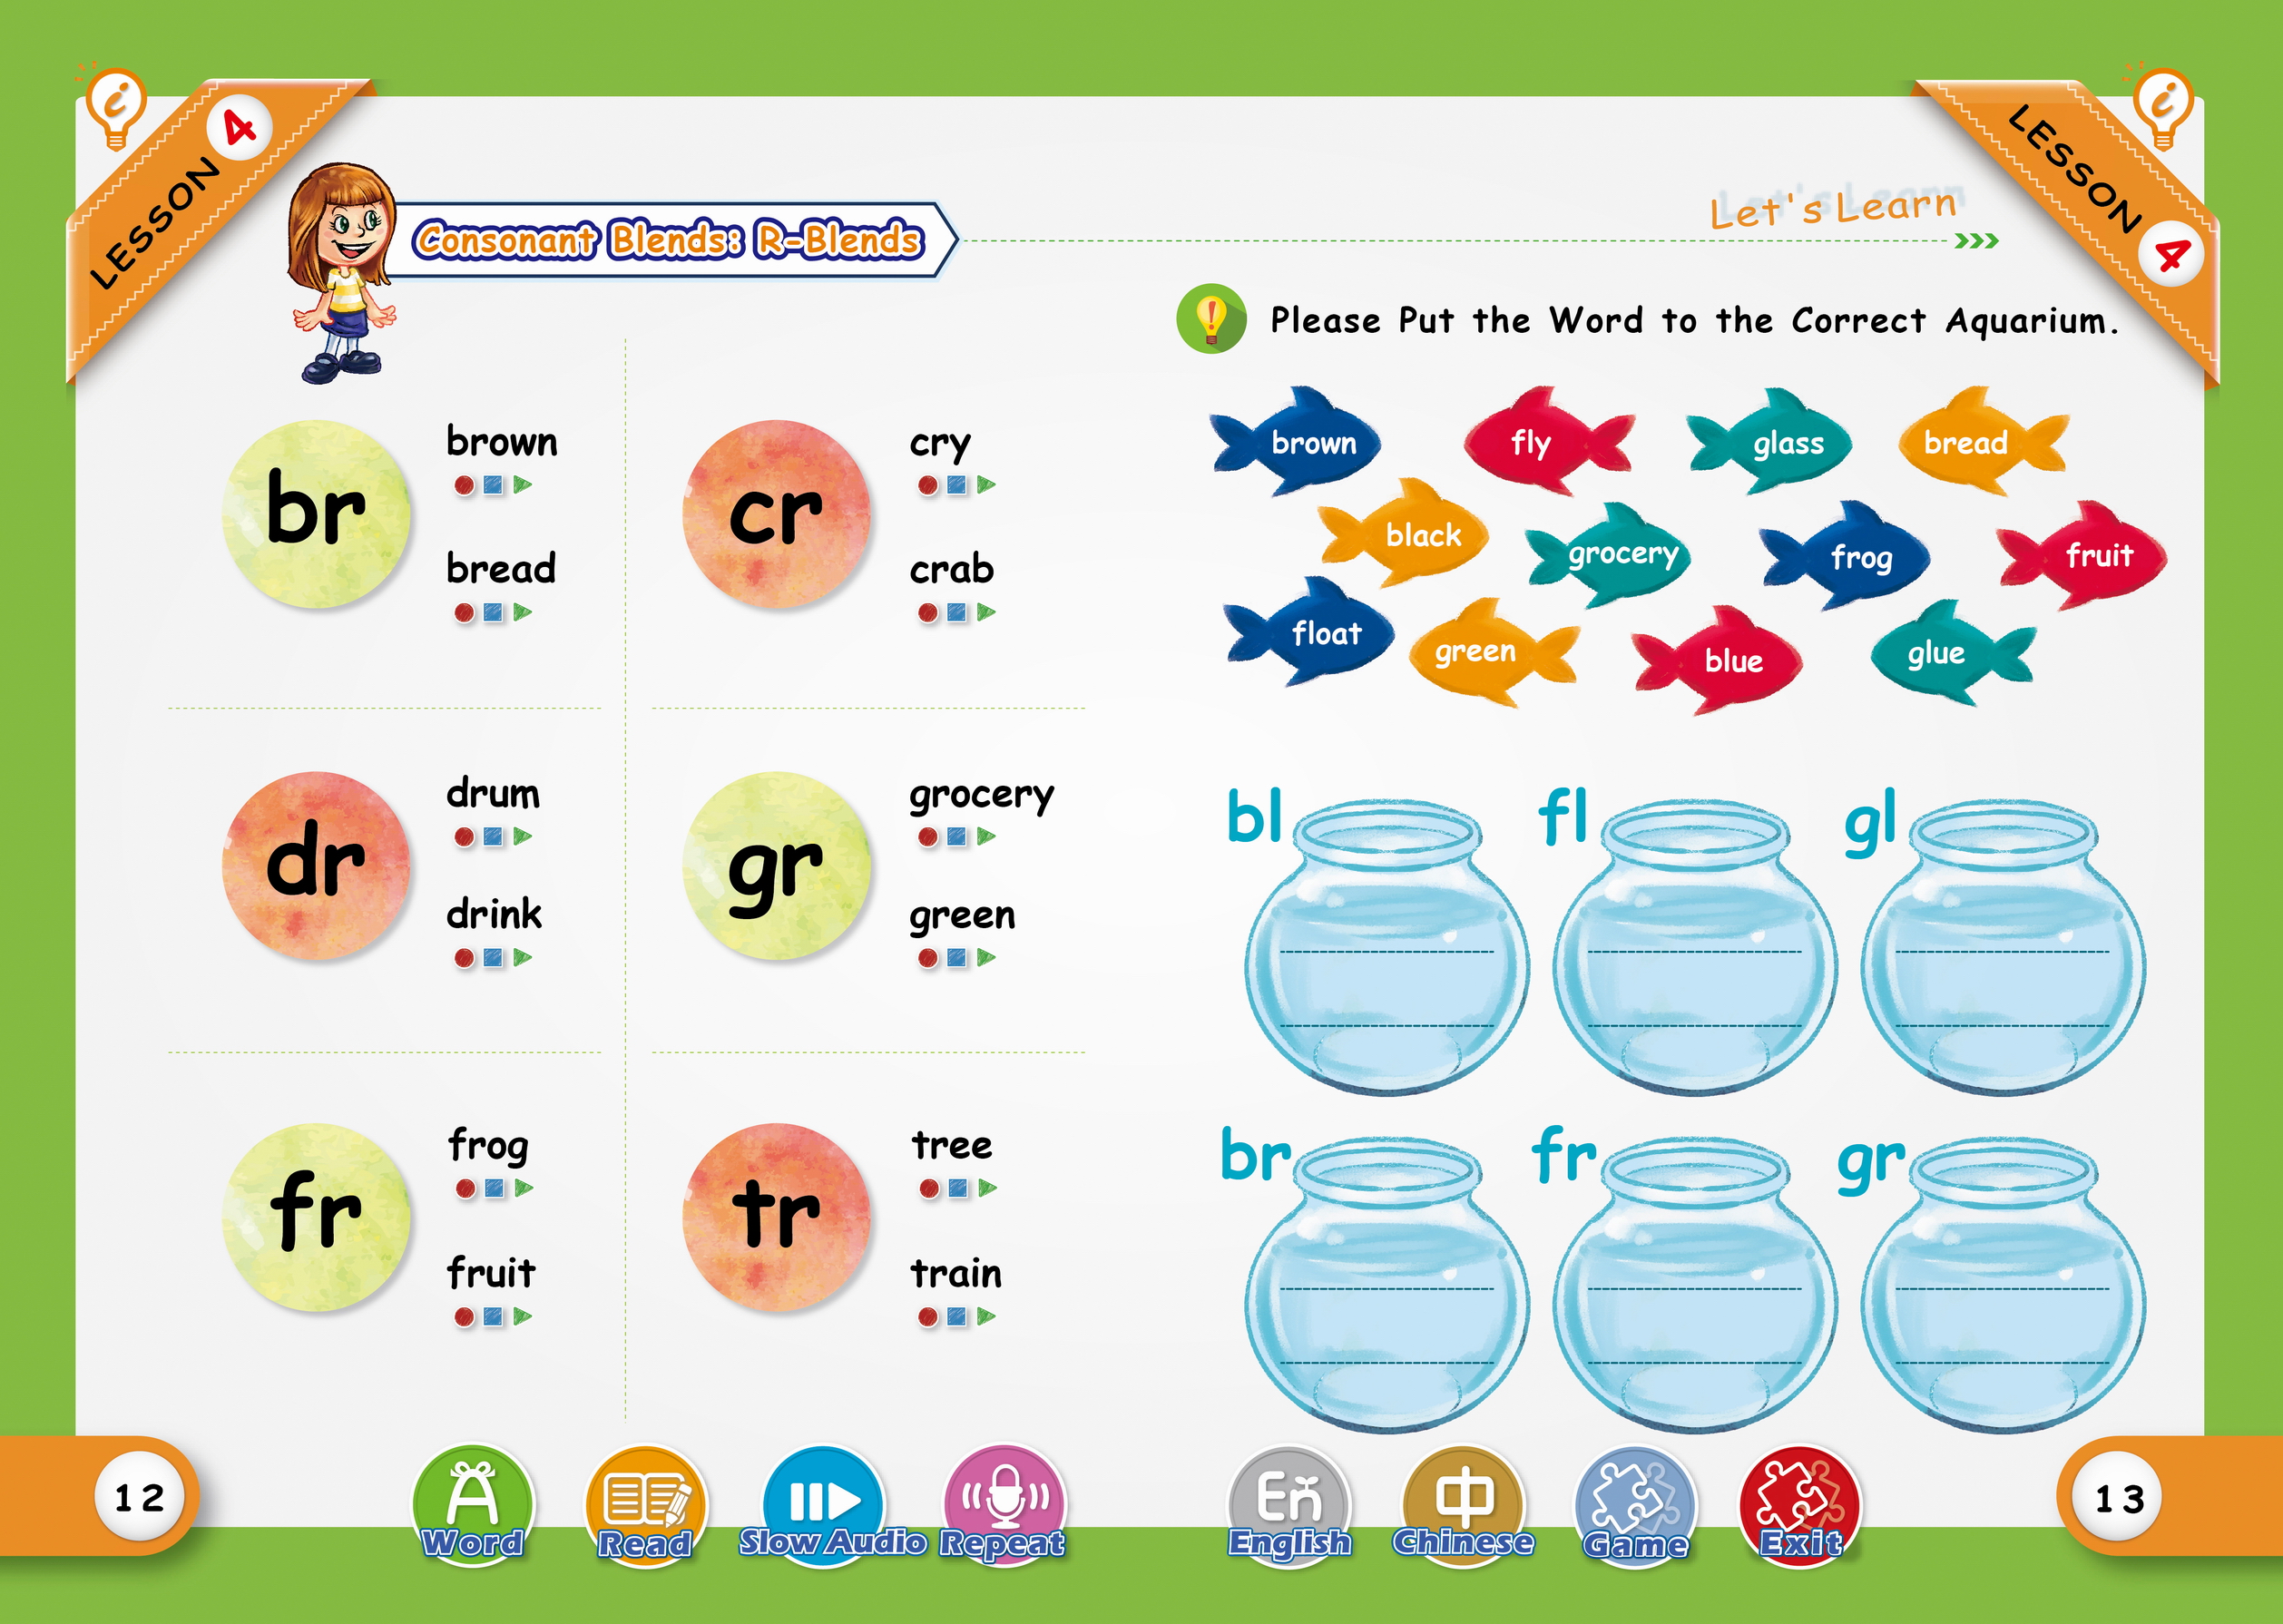 LESSON 4
Consonant Blends: R-Blends
br
brown
bread
cr
cry
crab
dr
drum
drink
gr
grocery
green
fr
frog
fruit
tr
tree
train
12
Word
Read
Slow Audio
Repeat
LESSON 4
Let's Learn
Please Put the Word to the Correct Aquarium.
brown fly glass bread
black grocery frog fruit
float green blue glue
bl fl gl
br fr gr
En
English
中
Chinese
Game
Exit
13